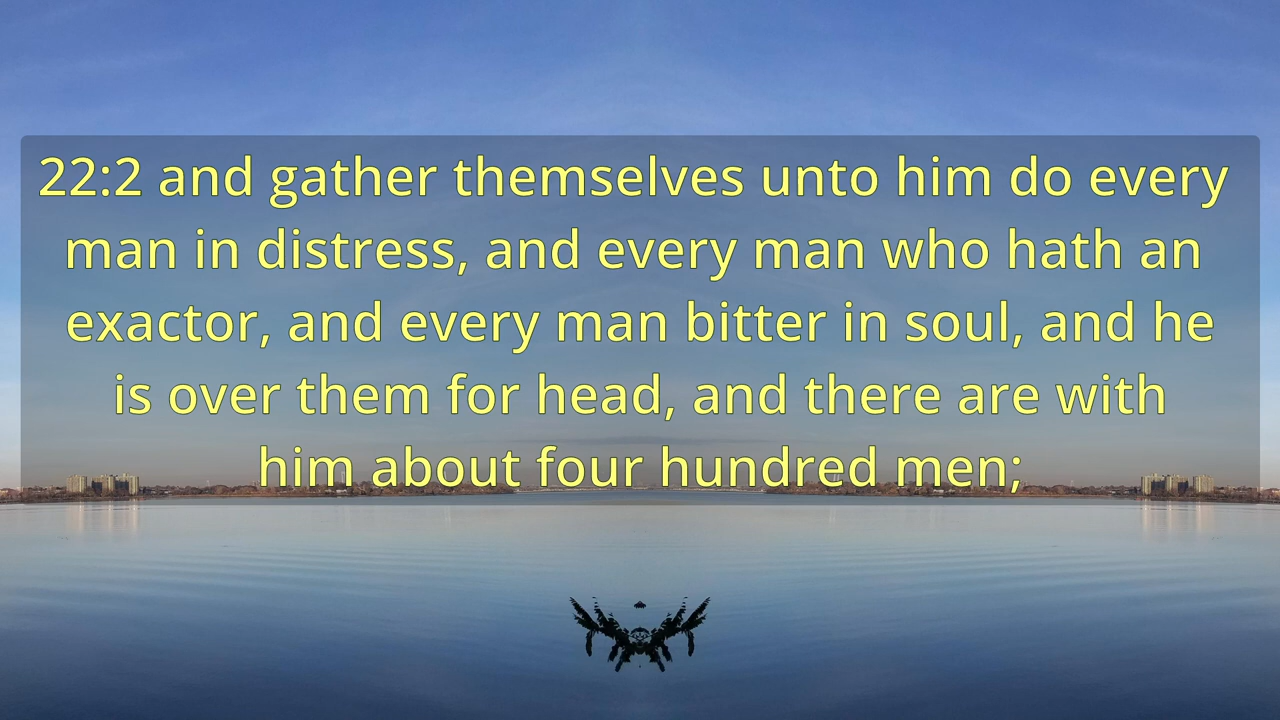 22:2 and gather themselves unto him do every
man in distress, and every man who hath an
exactor, and every man bitter in soul, and he
is over them for head, and there are with
him about four hundred men;